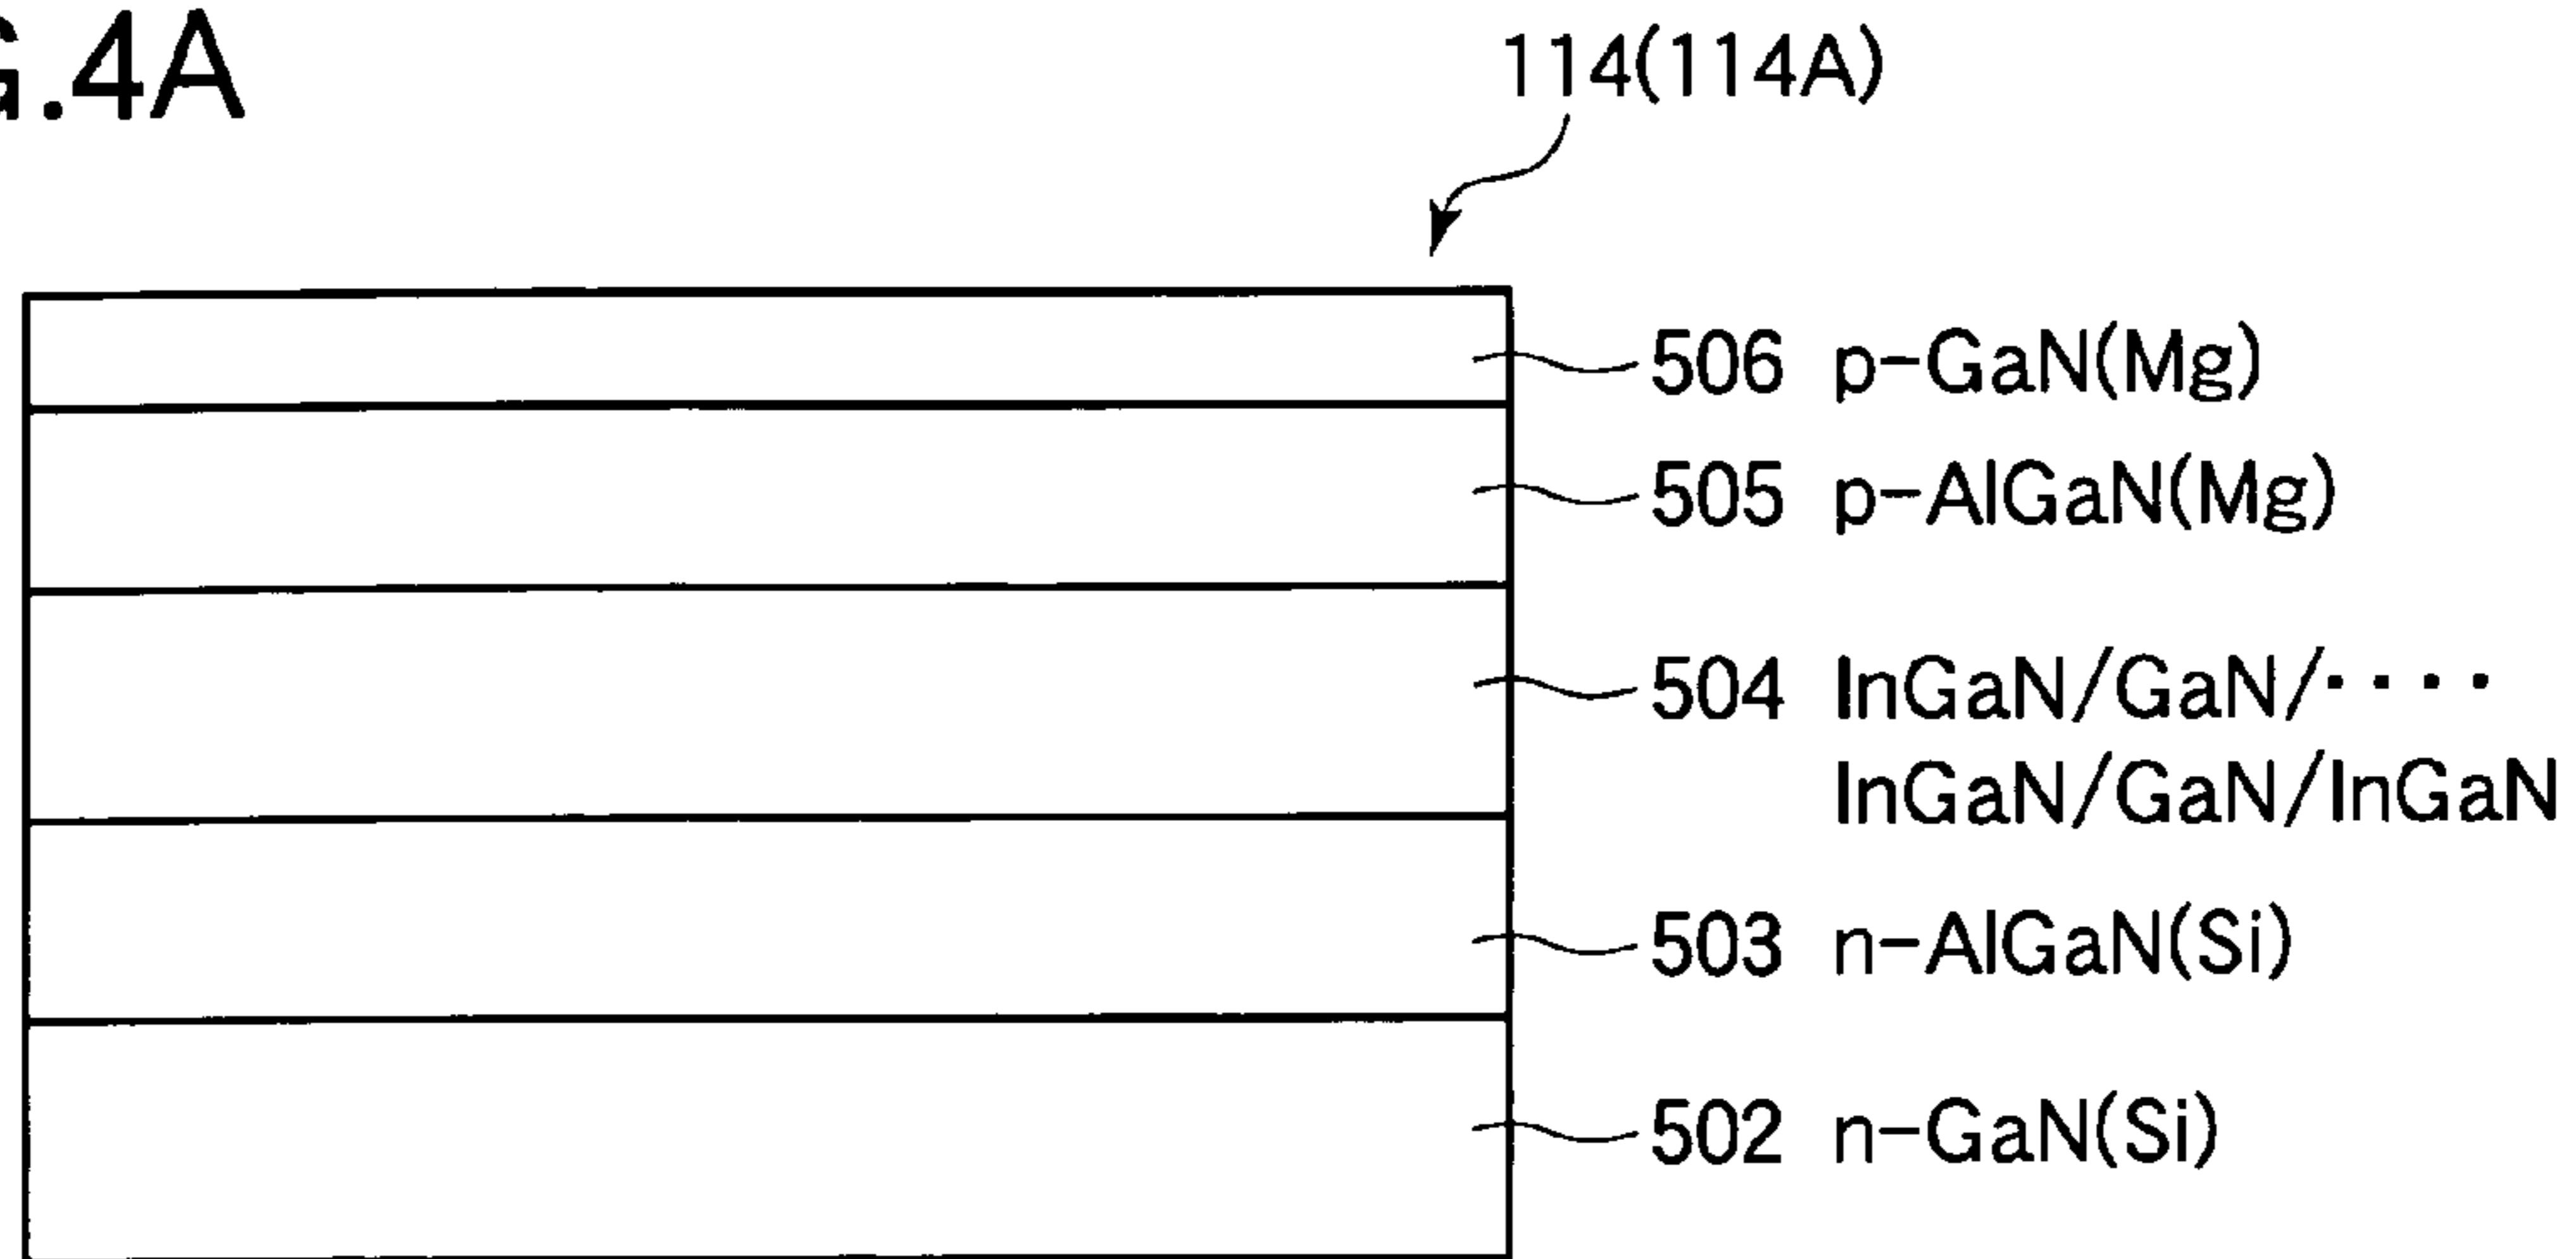 G.4A
114(114A)
506 p-GaN(Mg)
505 p-AlGaN(Mg)
504 InGaN/GaN/････
InGaN/GaN/InGaN
503 n-AlGaN(Si)
502 n-GaN(Si)